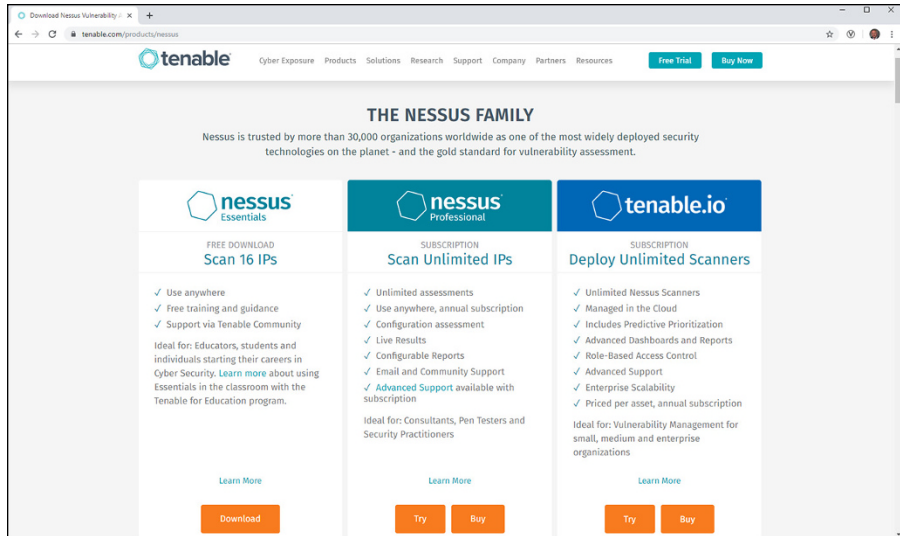 Download Nessus Vulnerability A
tenable.com/products/nessus
tenable
Cyber Exposure Products Solutions Research Support Company Partners Resources Free Trial Buy Now
THE NESSUS FAMILY
Nessus is trusted by more than 30,000 organizations worldwide as one of the most widely deployed security
technologies on the planet - and the gold standard for vulnerability assessment.
nessus
Essentials
FREE DOWNLOAD
Scan 16 IPs
✓ Use anywhere
✓ Free training and guidance
✓ Support via Tenable Community
Ideal for: Educators, students and
individuals starting their careers in
Cyber Security. Learn more about using
Essentials in the classroom with the
Tenable for Education program.
Learn More
Download
nessus
Professional
SUBSCRIPTION
Scan Unlimited IPs
✓ Unlimited assessments
✓ Use anywhere, annual subscription
✓ Configuration assessment
✓ Live Results
✓ Configurable Reports
✓ Email and Community Support
✓ Advanced Support available with
subscription
Ideal for: Consultants, Pen Testers and
Security Practitioners
Learn More
Try Buy
tenable.io
SUBSCRIPTION
Deploy Unlimited Scanners
✓ Unlimited Nessus Scanners
✓ Managed in the Cloud
✓ Includes Predictive Prioritization
✓ Advanced Dashboards and Reports
✓ Role-Based Access Control
✓ Advanced Support
✓ Enterprise Scalability
✓ Priced per asset, annual subscription
Ideal for: Vulnerability Management for
small, medium and enterprise
organizations
Learn More
Try Buy